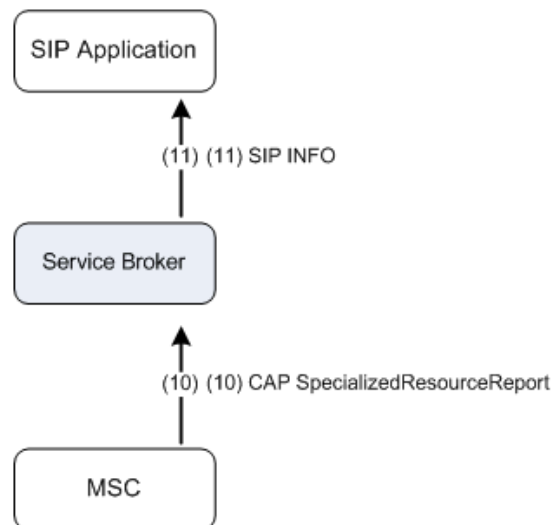 SIP Application
(11) (11) SIP INFO
Service Broker
(10) (10) CAP SpecializedResourceReport
MSC